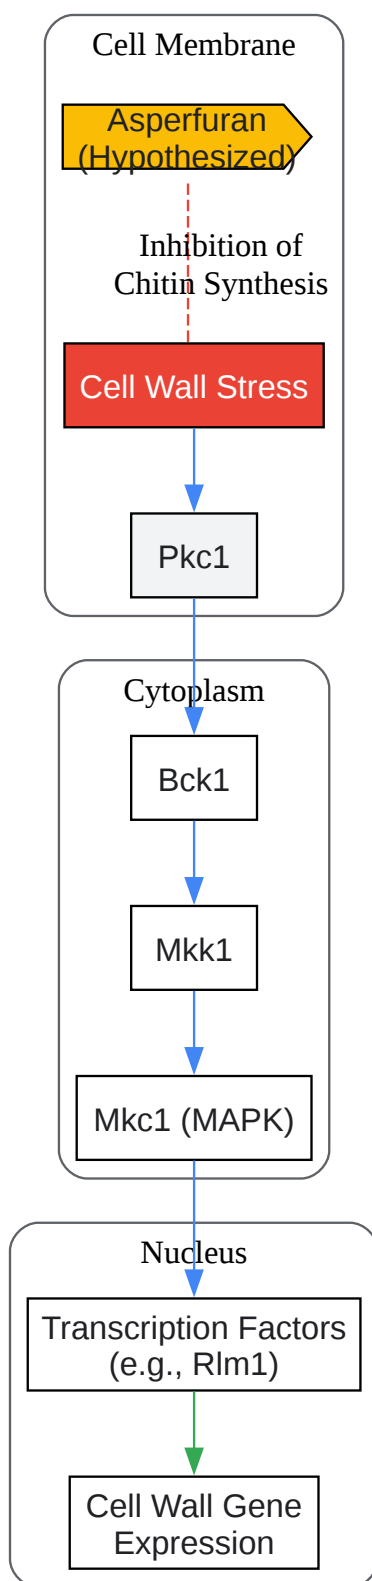 Cell Membrane
Asperfuran
(Hypothesized)
Inhibition of
Chitin Synthesis
Cell Wall Stress
Pkc1
Cytoplasm
Bck1
Mkk1
Mkc1 (MAPK)
Nucleus
Transcription Factors
(e.g., Rlm1)
Cell Wall Gene
Expression